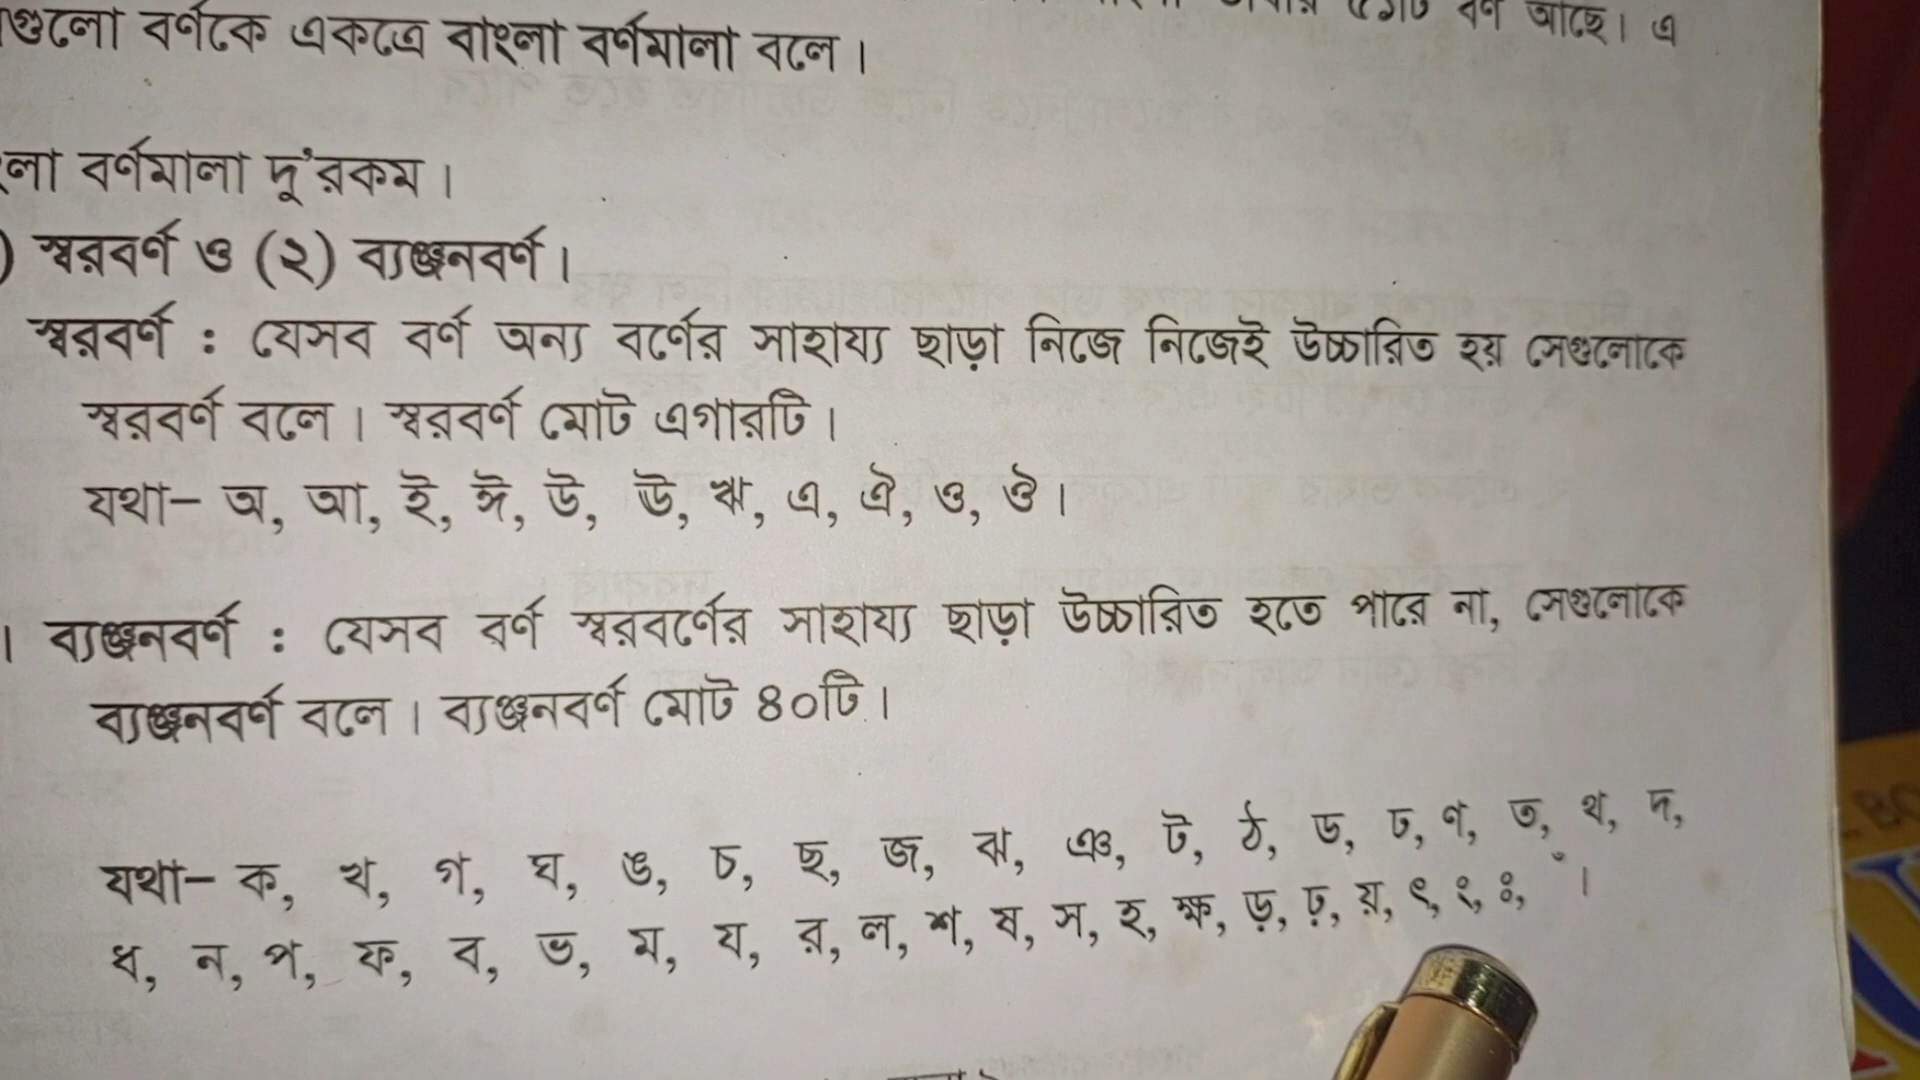 গুলো বর্ণকে একত্রে বাংলা বর্ণমালা বলে।
বর্ণ আছে। এ
লা বর্ণমালা দু'রকম।
) স্বরবর্ণ ও (২) ব্যঞ্জনবর্ণ।
স্বরবর্ণ : যেসব বর্ণ অন্য বর্ণের সাহায্য ছাড়া নিজে নিজেই উচ্চারিত হয় সেগুলোকে
স্বরবর্ণ বলে। স্বরবর্ণ মোট এগারটি।
যথা– অ, আ, ই, ঈ, উ, ঊ, ঋ, এ, ঐ, ও, ঔ।
। ব্যঞ্জনবর্ণ : যেসব বর্ণ স্বরবর্ণের সাহায্য ছাড়া উচ্চারিত হতে পারে না, সেগুলোকে
ব্যঞ্জনবর্ণ বলে। ব্যঞ্জনবর্ণ মোট ৪০টি।
যথা– ক, খ, গ, ঘ, ঙ, চ, ছ, জ, ঝ, ঞ, ট, ঠ, ড, ঢ, ণ, ত, থ, দ,
ধ, ন, প, ফ, ব, ভ, ম, য, র, ল, শ, ষ, স, হ, ক্ষ, ড়, ঢ়, য়, ৎ, ং, ঃ, ঁ।